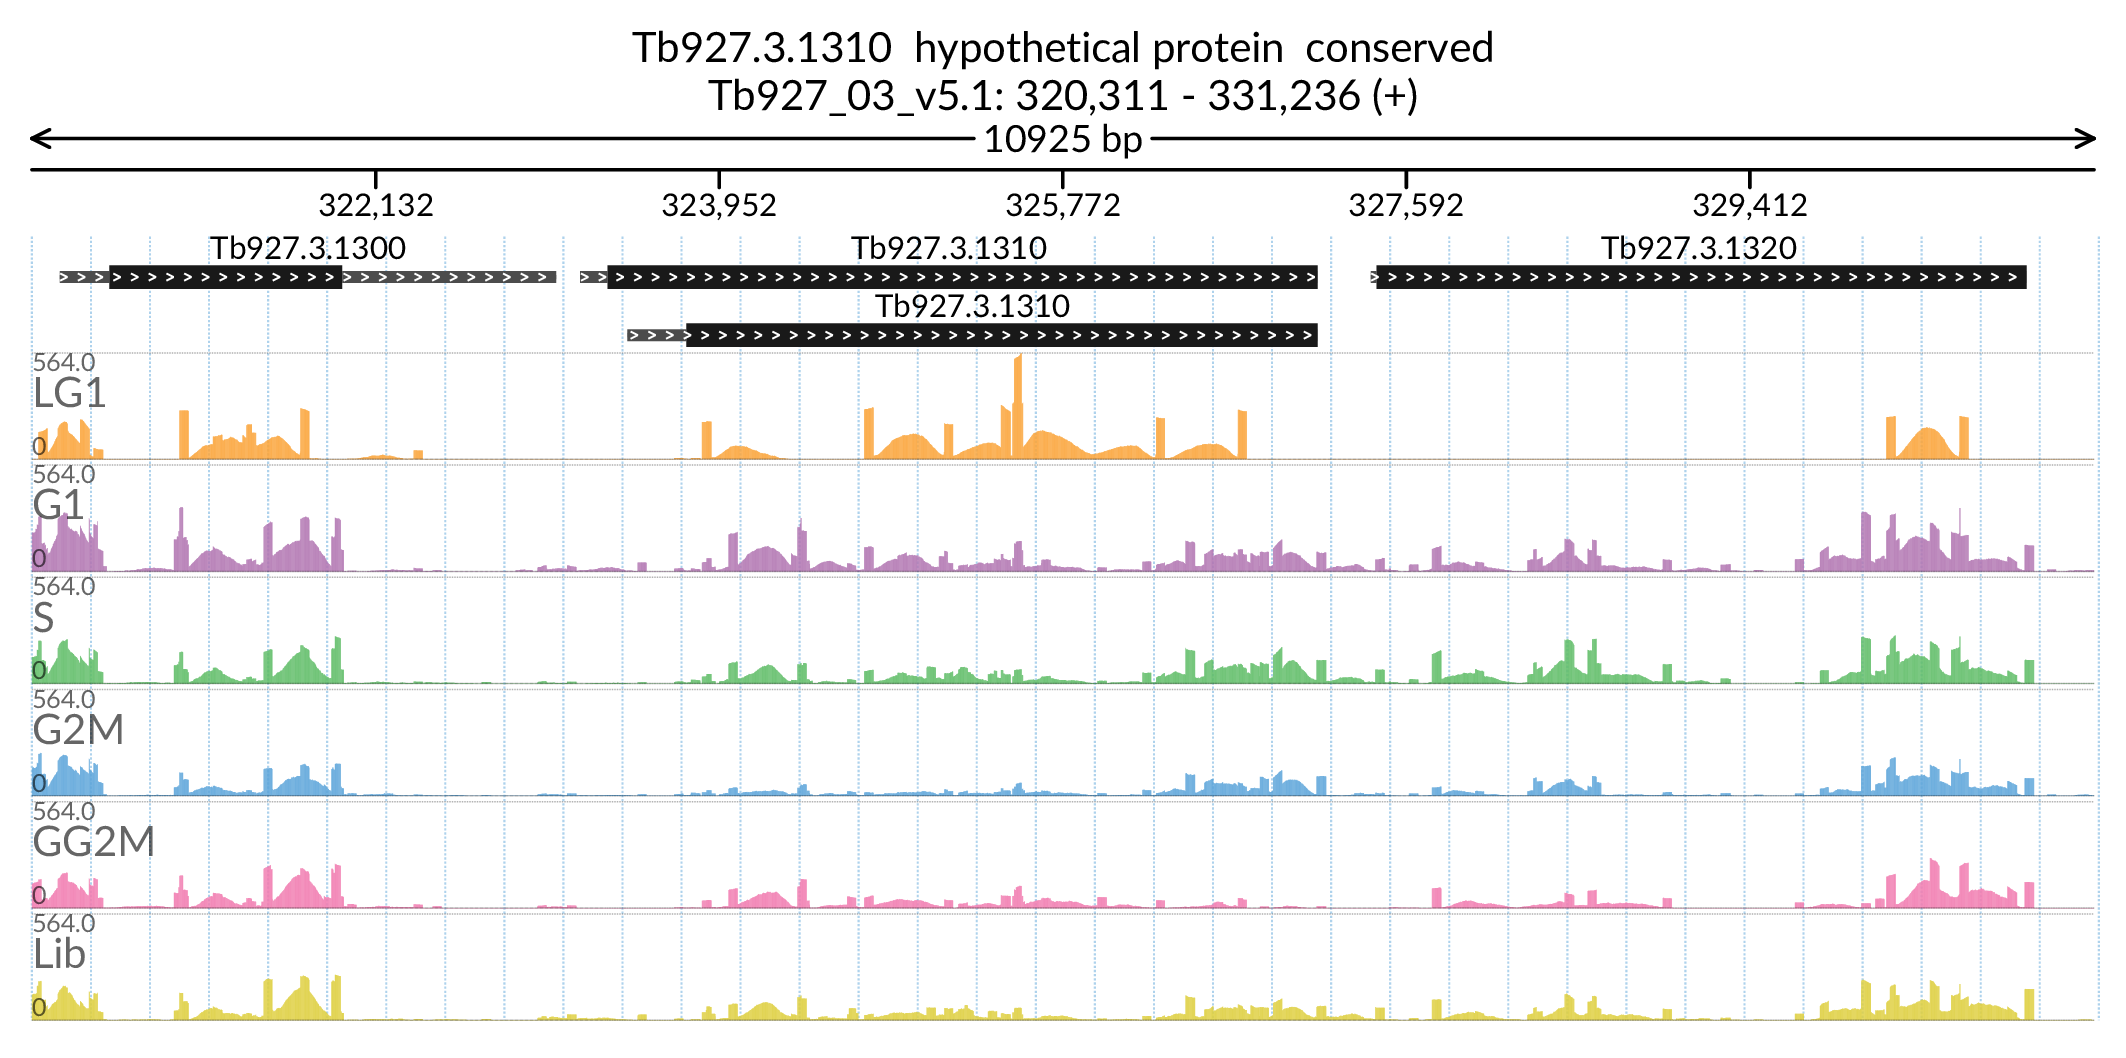 Tb927.3.1310 hypothetical protein conserved
Tb927_03_v5.1: 320,311 - 331,236 (+)
10925 bp
322,132 323,952 325,772 327,592 329,412
Tb927.3.1300 Tb927.3.1310 Tb927.3.1320
Tb927.3.1310
564.0
LG1
0
564.0
G1
0
564.0
S
0
564.0
G2M
0
564.0
GG2M
0
564.0
Lib
0